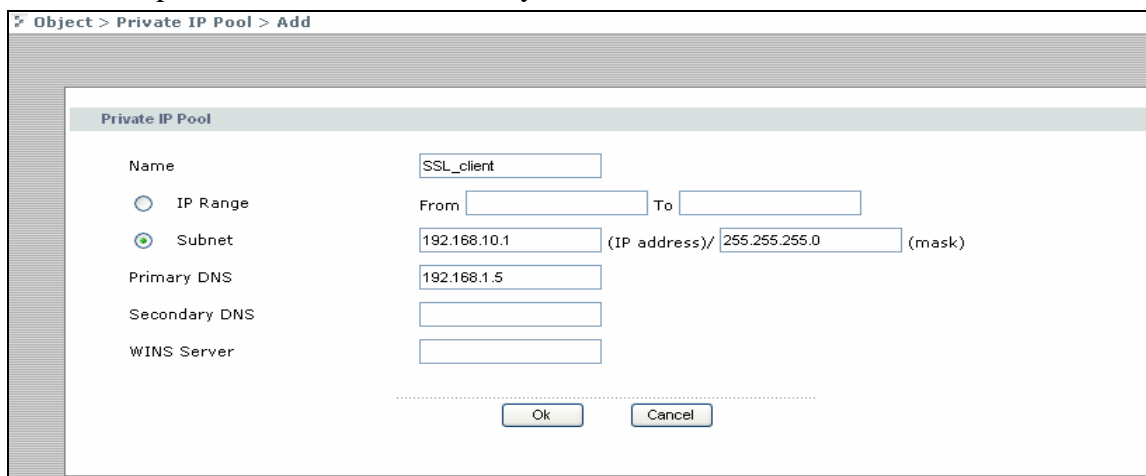 Object > Private IP Pool > Add
Private IP Pool
Name SSL_client
IP Range From To
Subnet 192.168.10.1 (IP address)/ 255.255.255.0 (mask)
Primary DNS 192.168.1.5
Secondary DNS
WINS Server
Ok Cancel